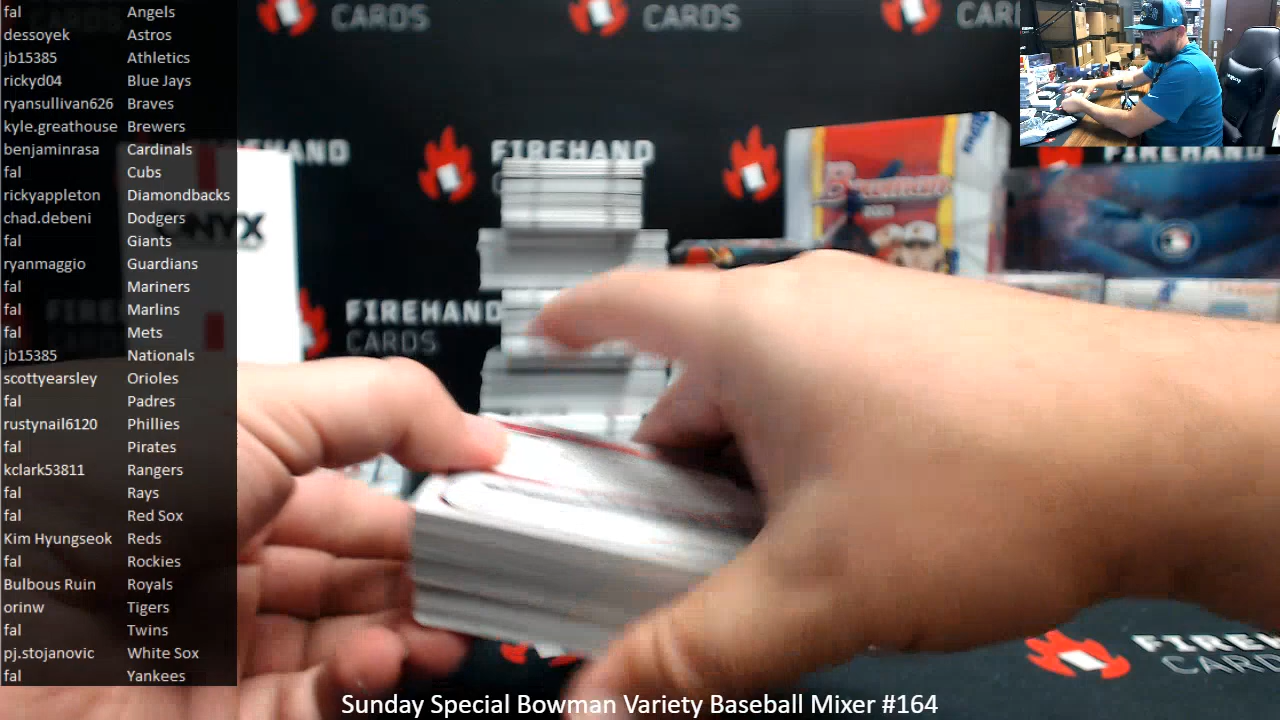 fal Angels
dessoyek Astros
jb15385 Athletics
rickyd04 Blue Jays
ryansullivan626 Braves
kyle.greathouse Brewers
benjaminrasa Cardinals
fal Cubs
rickyappleton Diamondbacks
chad.debeni Dodgers
fal Giants
ryanmaggio Guardians
fal Mariners
fal Marlins
fal Mets
jb15385 Nationals
scottyearsley Orioles
fal Padres
rustynail6120 Phillies
fal Pirates
kclark53811 Rangers
fal Rays
fal Red Sox
Kim Hyungseok Reds
fal Rockies
Bulbous Ruin Royals
orinw Tigers
fal Twins
pj.stojanovic White Sox
fal Yankees
CARDS
CARDS
FIREHAND
Bowman
2021
FIREHAND
FIREHAND
CARDS
Sunday Special Bowman Variety Baseball Mixer #164